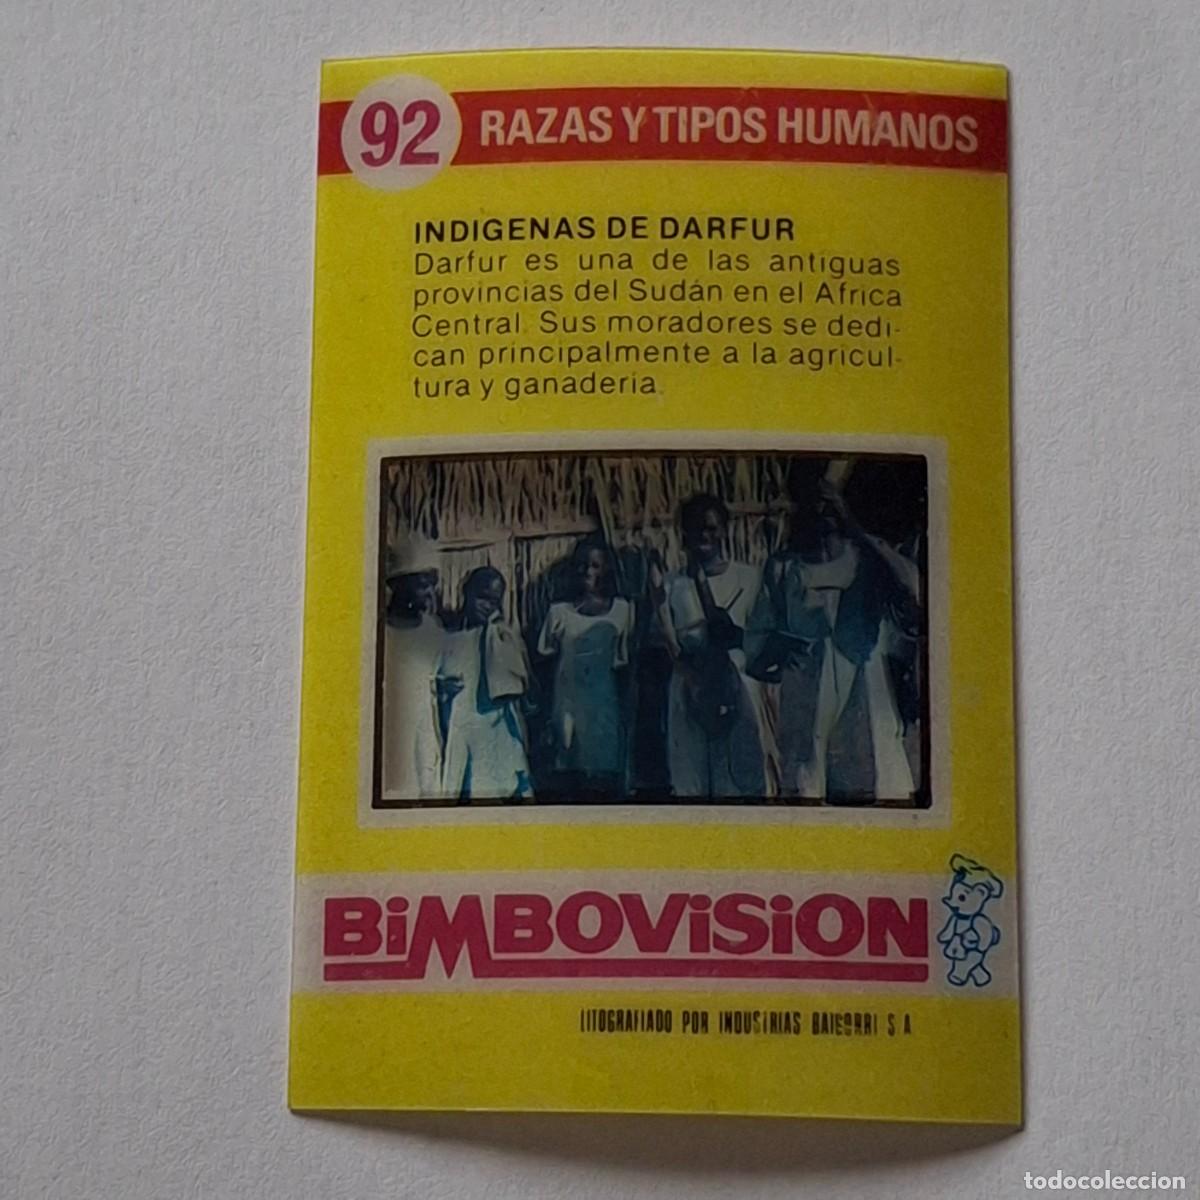 92 RAZAS Y TIPOS HUMANOS
INDIGENAS DE DARFUR
Darfur es una de las antiguas
provincias del Sudán en el Africa
Central. Sus moradores se dedi-
can principalmente a la agricul-
tura y ganaderia.
BiMBOViSiON
LITOGRAFIADO POR INDUSTRIAS BAIGORRI S A
todocoleccion